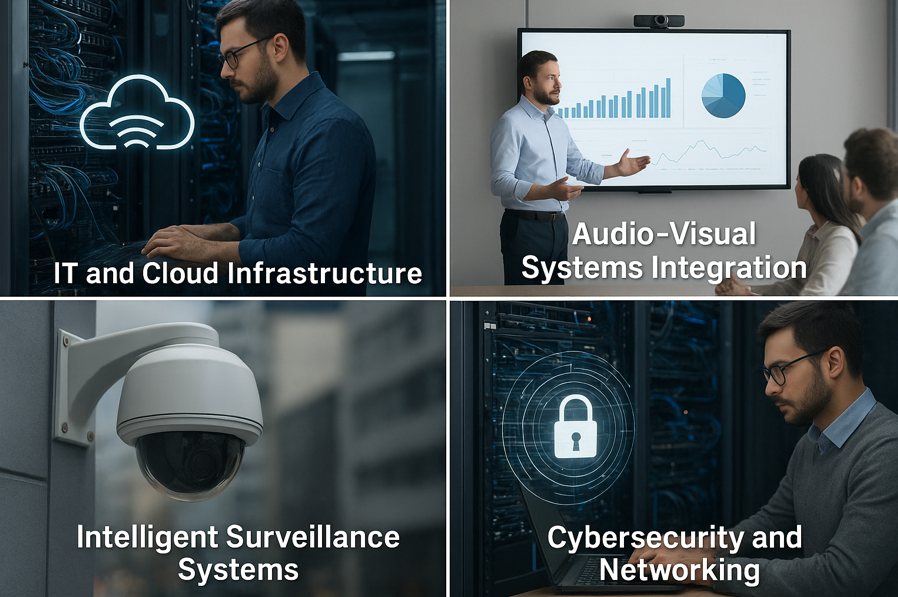 IT and Cloud Infrastructure
Audio-Visual
Systems Integration
Intelligent Surveillance
Systems
Cybersecurity and
Networking